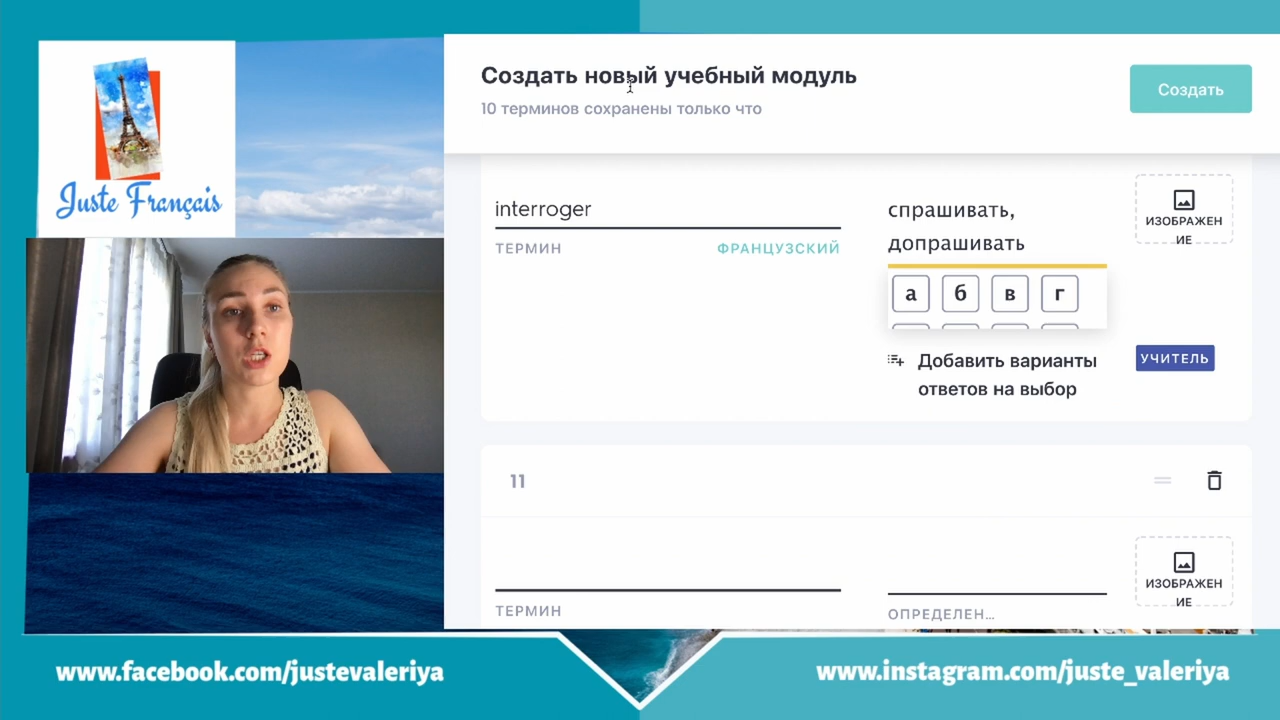 Juste Français
Создать новый учебный модуль
10 терминов сохранены только что
Создать
interroger
ТЕРМИН
ФРАНЦУЗСКИЙ
спрашивать,
допрашивать
а б в г
ИЗОБРАЖЕН
ИЕ
Добавить варианты
ответов на выбор
УЧИТЕЛЬ
11
ТЕРМИН
ОПРЕДЕЛЕН...
ИЗОБРАЖЕН
ИЕ
www.facebook.com/justevaleriya
www.instagram.com/juste_valeriya